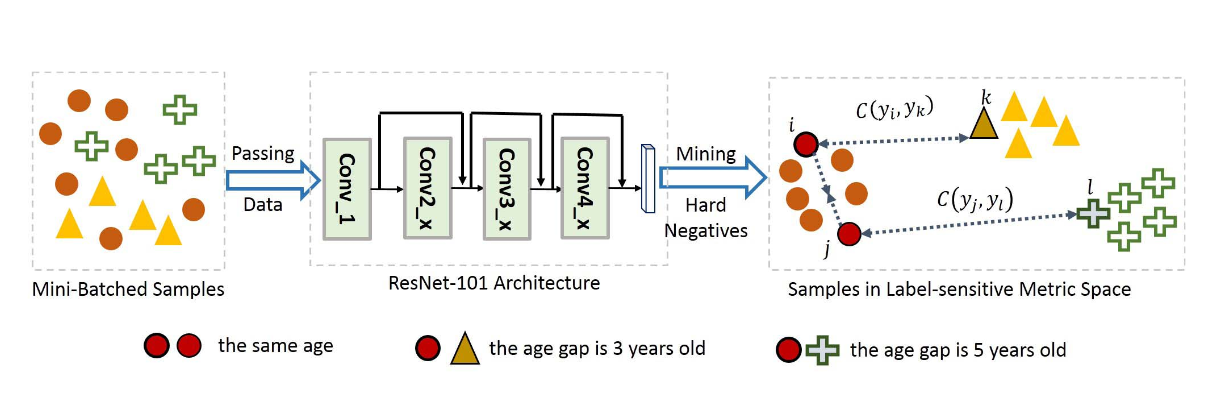 Passing
Data
Mini-Batched Samples
Conv_1
Conv2_x
Conv3_x
Conv4_x
ResNet-101 Architecture
Mining
Hard
Negatives
i
j
k
l
C(y_i, y_k)
C(y_j, y_l)
Samples in Label-sensitive Metric Space
the same age
the age gap is 3 years old
the age gap is 5 years old